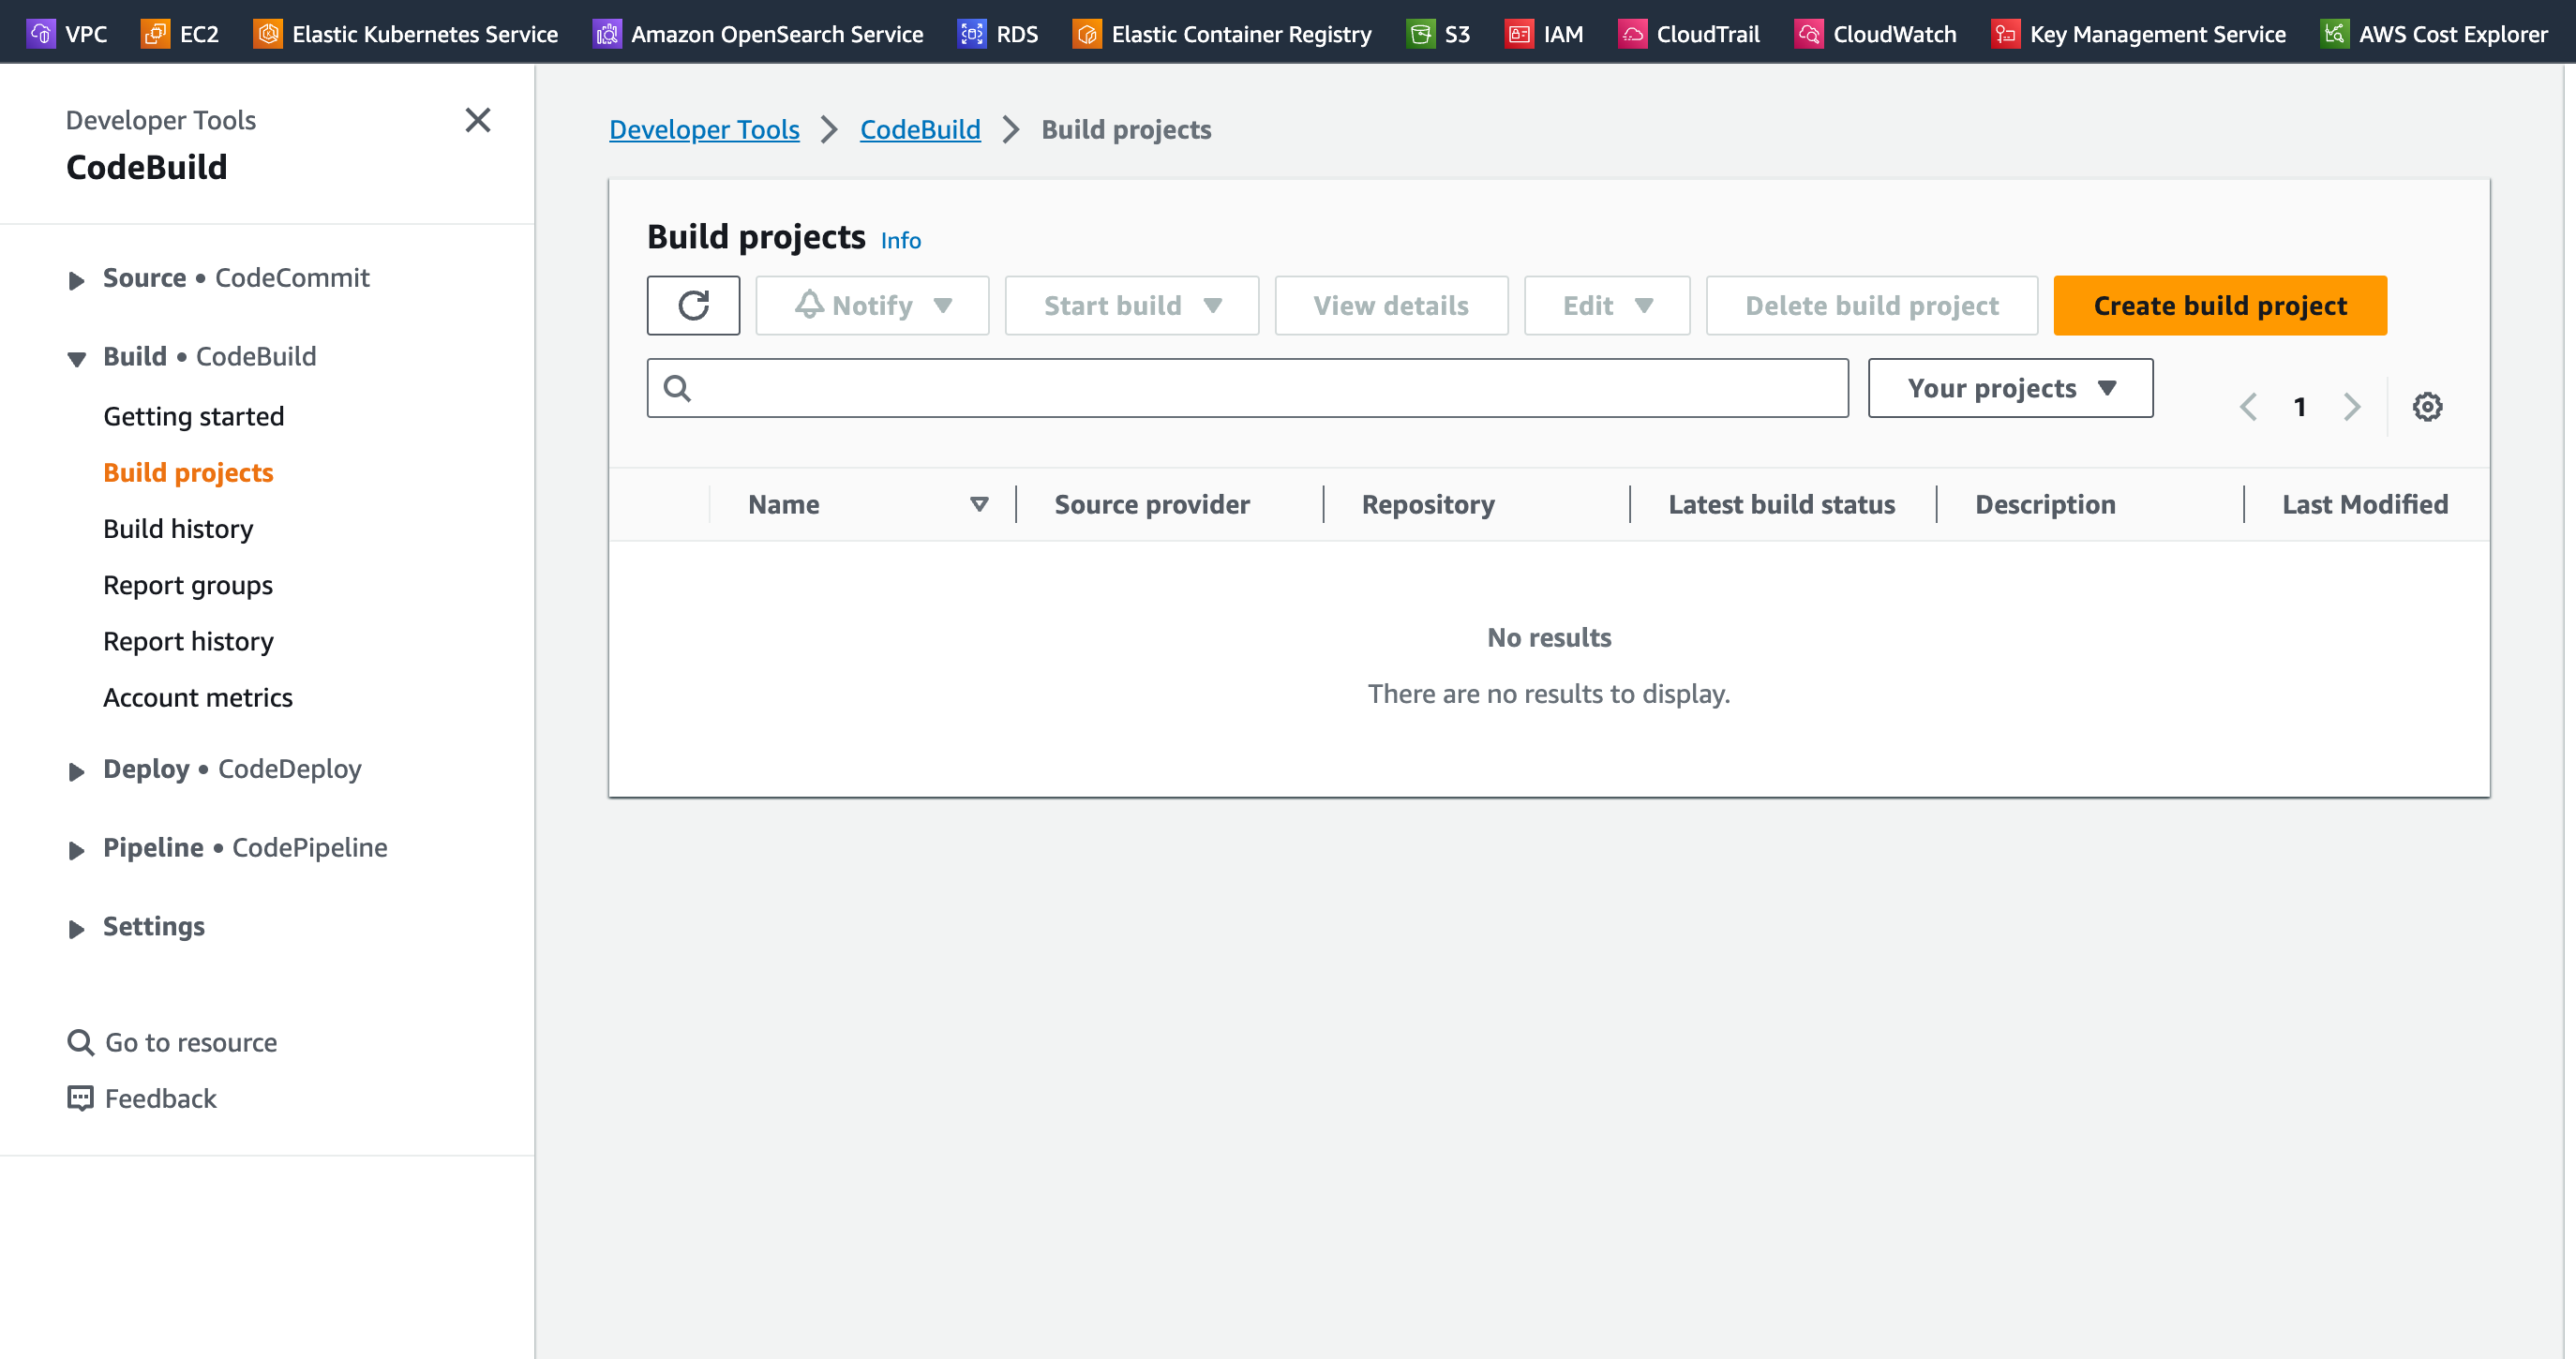 VPC EC2 Elastic Kubernetes Service Amazon OpenSearch Service RDS Elastic Container Registry S3 IAM CloudTrail CloudWatch Key Management Service AWS Cost Explorer
Developer Tools
CodeBuild
Source • CodeCommit
Build • CodeBuild
Getting started
Build projects
Build history
Report groups
Report history
Account metrics
Deploy • CodeDeploy
Pipeline • CodePipeline
Settings
Go to resource
Feedback
Developer Tools CodeBuild Build projects
Build projects Info
Notify Start build View details Edit Delete build project Create build project
Your projects 1
Name Source provider Repository Latest build status Description Last Modified
No results
There are no results to display.